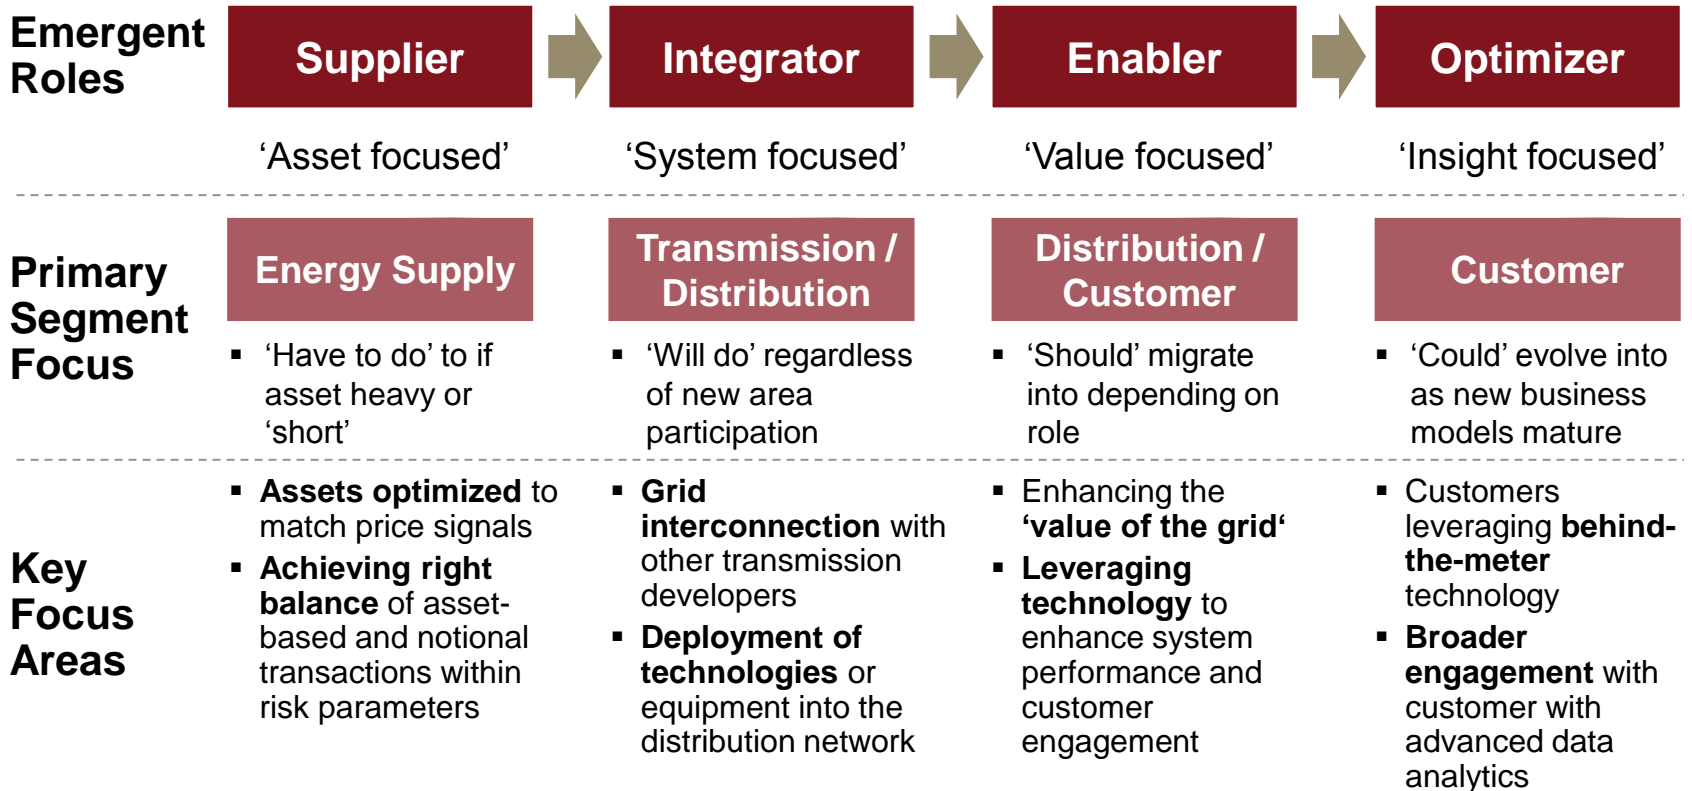 Emergent
Roles
Supplier
Integrator
Enabler
Optimizer
‘Asset focused’
‘System focused’
‘Value focused’
‘Insight focused’
Primary
Segment
Focus
Energy Supply
▪ ‘Have to do’ to if
asset heavy or
‘short’
Transmission /
Distribution
▪ ‘Will do’ regardless
of new area
participation
Distribution /
Customer
▪ ‘Should’ migrate
into depending on
role
Customer
▪ ‘Could’ evolve into
as new business
models mature
Key
Focus
Areas
▪ Assets optimized to
match price signals
▪ Achieving right
balance of asset-
based and notional
transactions within
risk parameters
▪ Grid
interconnection with
other transmission
developers
▪ Deployment of
technologies or
equipment into the
distribution network
▪ Enhancing the
‘value of the grid‘
▪ Leveraging
technology to
enhance system
performance and
customer
engagement
▪ Customers
leveraging behind-
the-meter
technology
▪ Broader
engagement with
customer with
advanced data
analytics